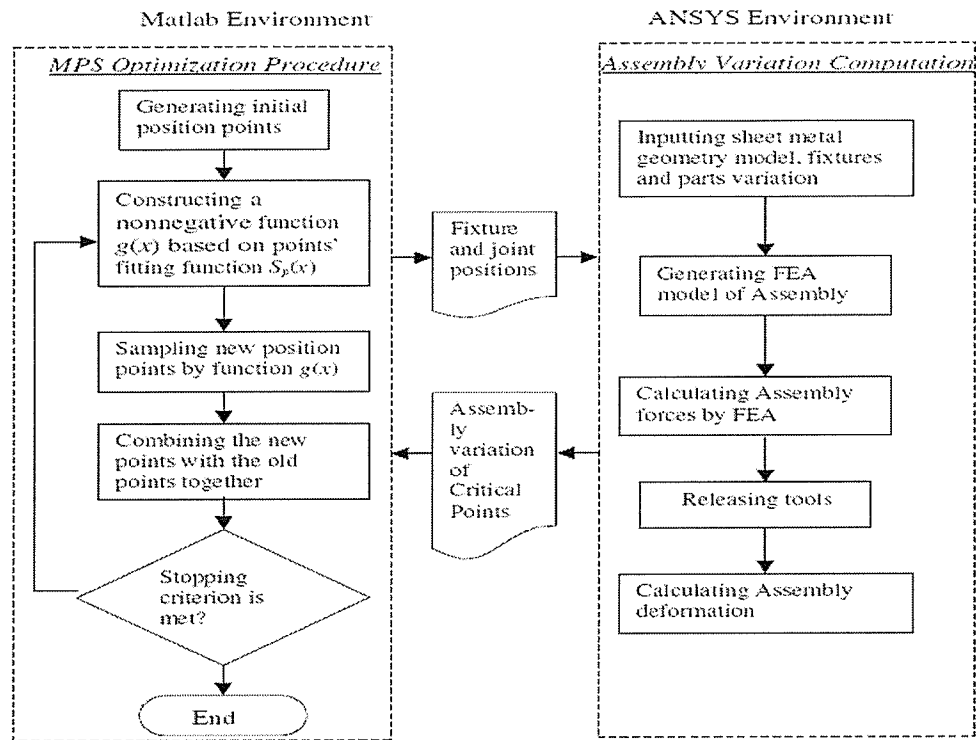 Matlab Environment
ANSYS Environment
MPS Optimization Procedure
Generating initial
position points
Constructing a
nonnegative function
g(x) based on points'
fitting function Sp(x)
Sampling new position
points by function g(x)
Combining the new
points with the old
points together
Stopping
criterion is
met?
End
Fixture
and joint
positions
Assemb-
ly
variation
of
Critical
Points
Assembly Variation Computation
Inputting sheet metal
geometry model, fixtures
and parts variation
Generating FEA
model of Assembly
Calculating Assembly
forces by FEA
Releasing tools
Calculating Assembly
deformation